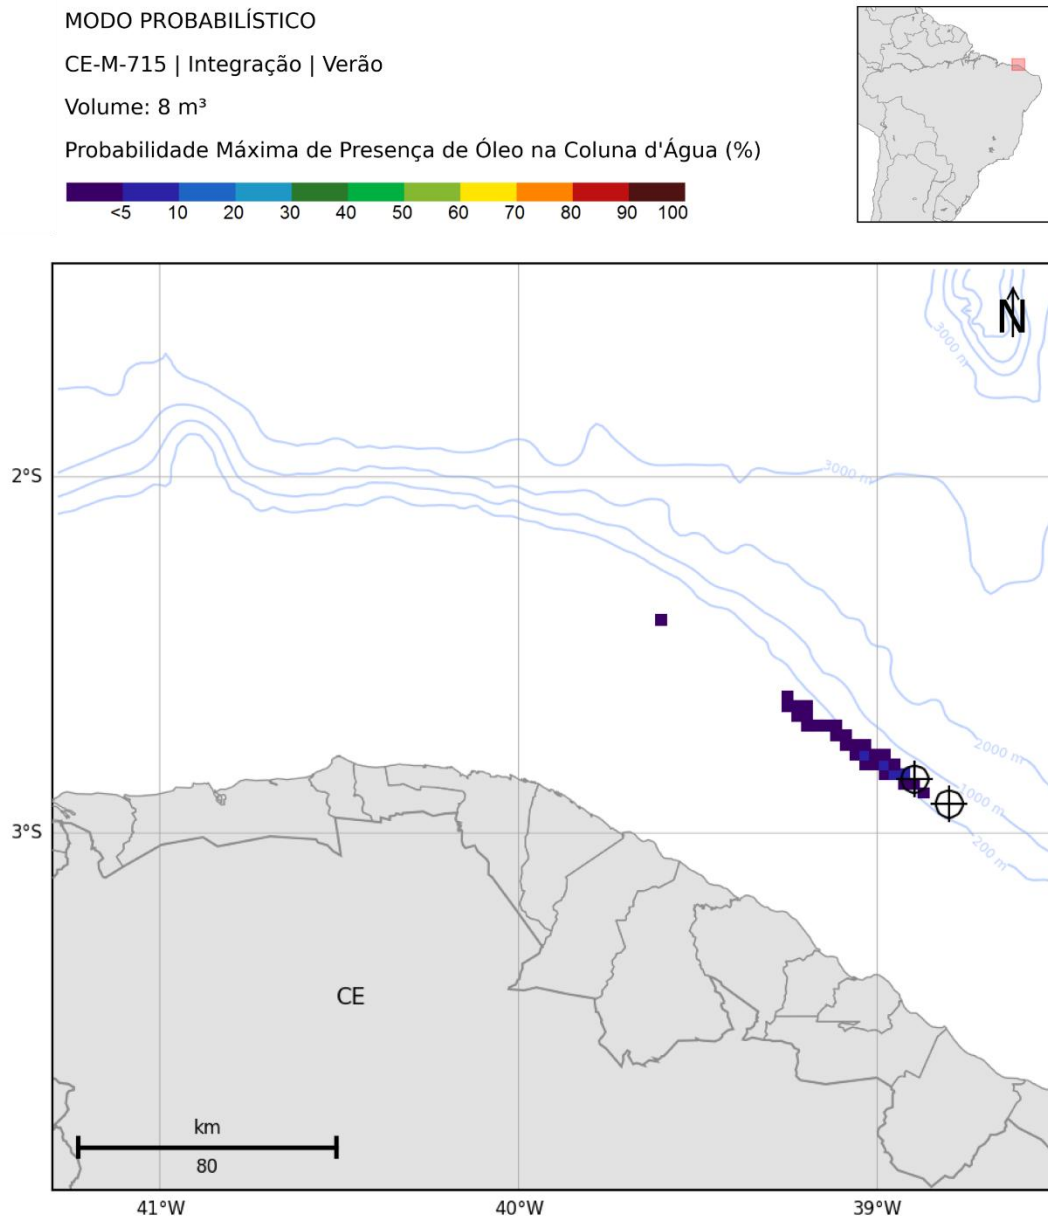 MODO PROBABILÍSTICO
CE-M-715 | Integração | Verão
Volume: 8 m³
Probabilidade Máxima de Presença de Óleo na Coluna d'Água (%)
<5 10 20 30 40 50 60 70 80 90 100
N
3000 m
2°S
3000 m
2000 m
1000 m
3°S
200 m
CE
km
80
41°W 40°W 39°W